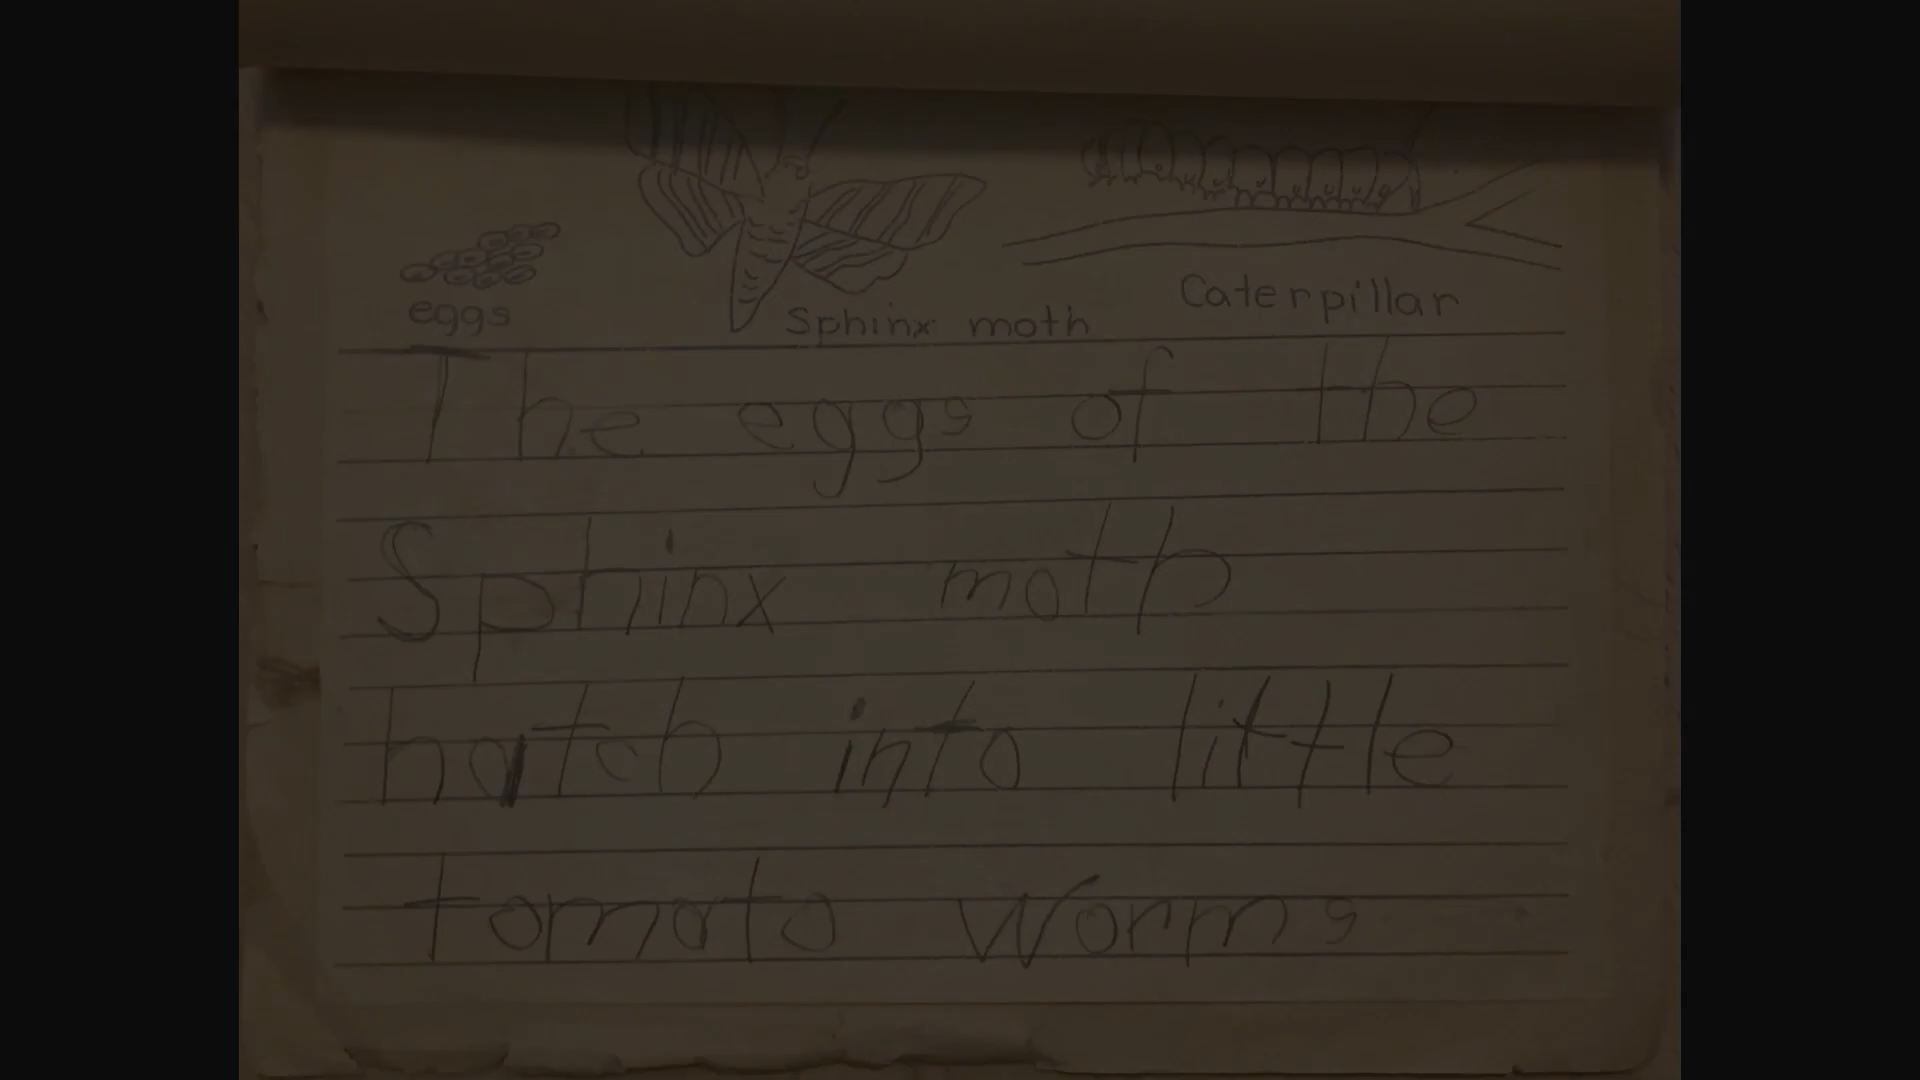 eggs
Sphinx moth
Caterpillar
The eggs of the
Sphinx moth
hatch into little
tomato worms